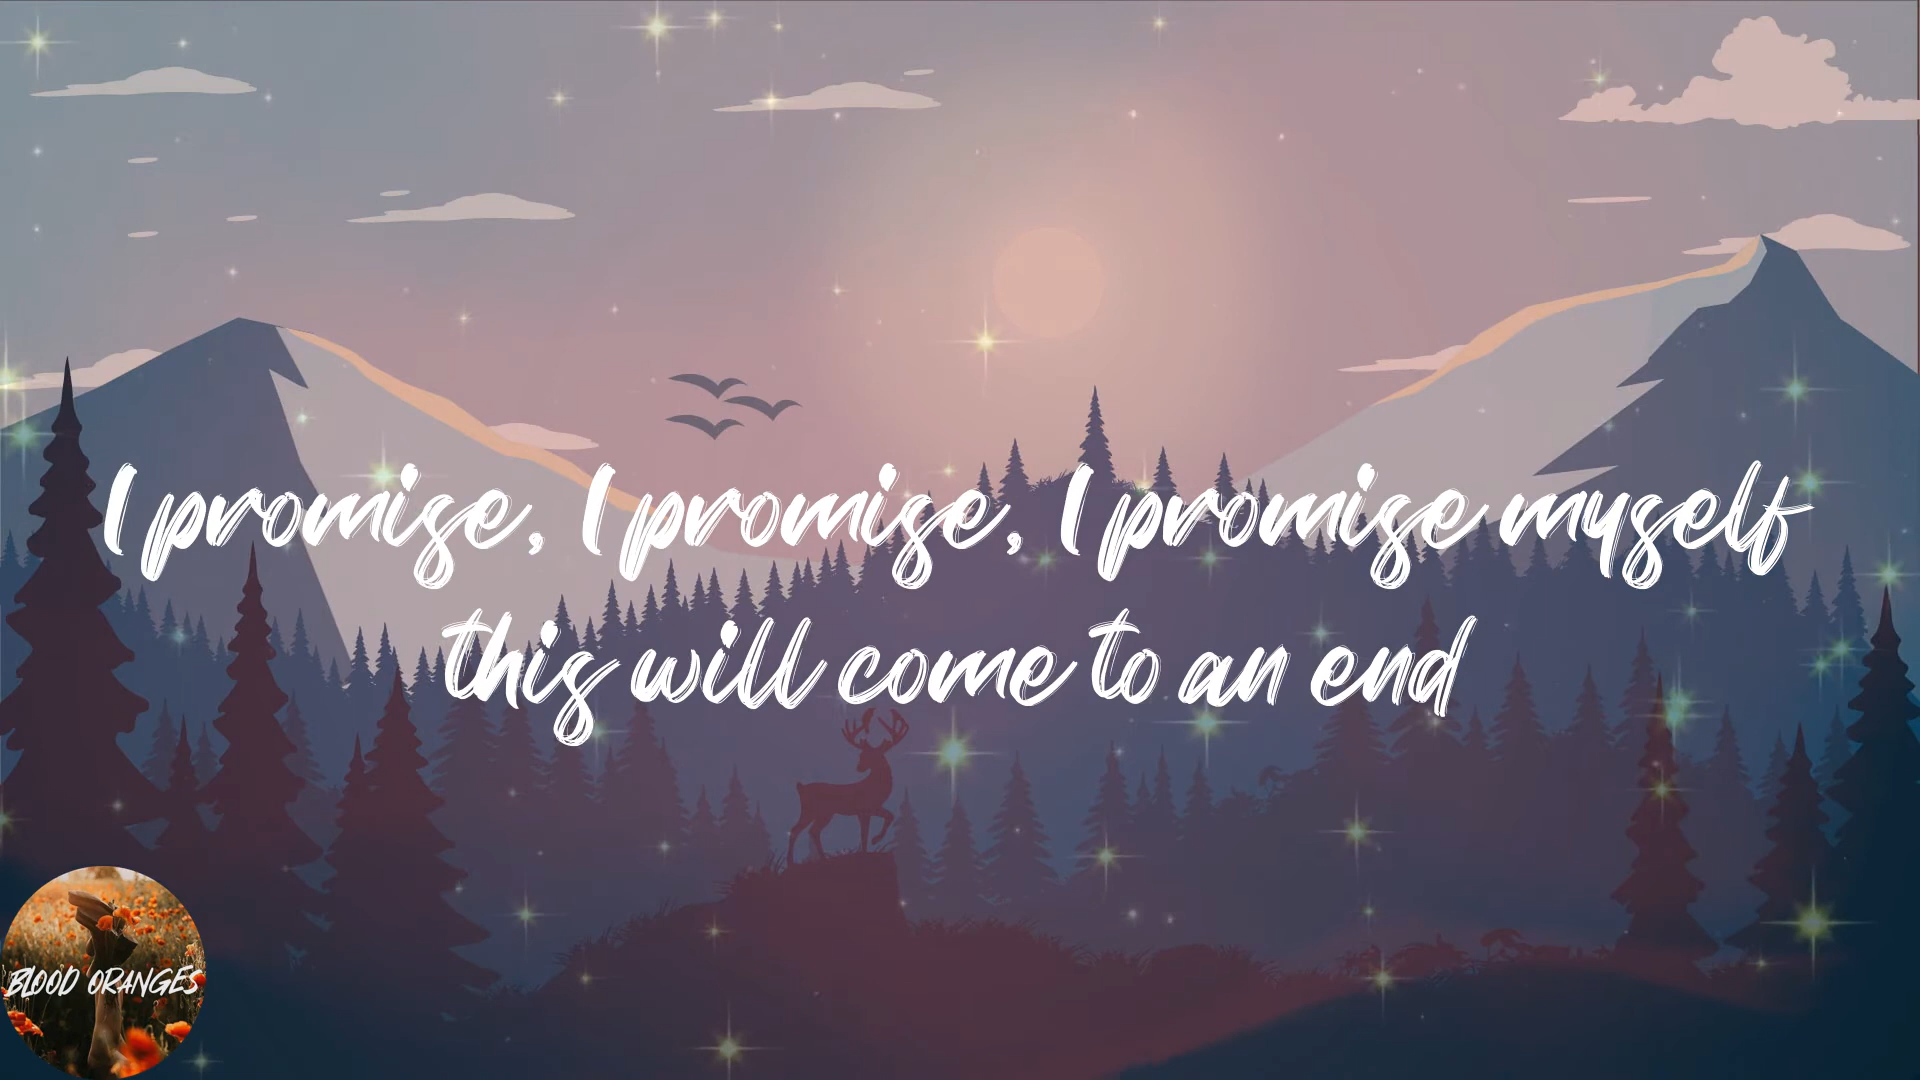 I promise, I promise, I promise myself
this will come to an end
BLOOD ORANGES